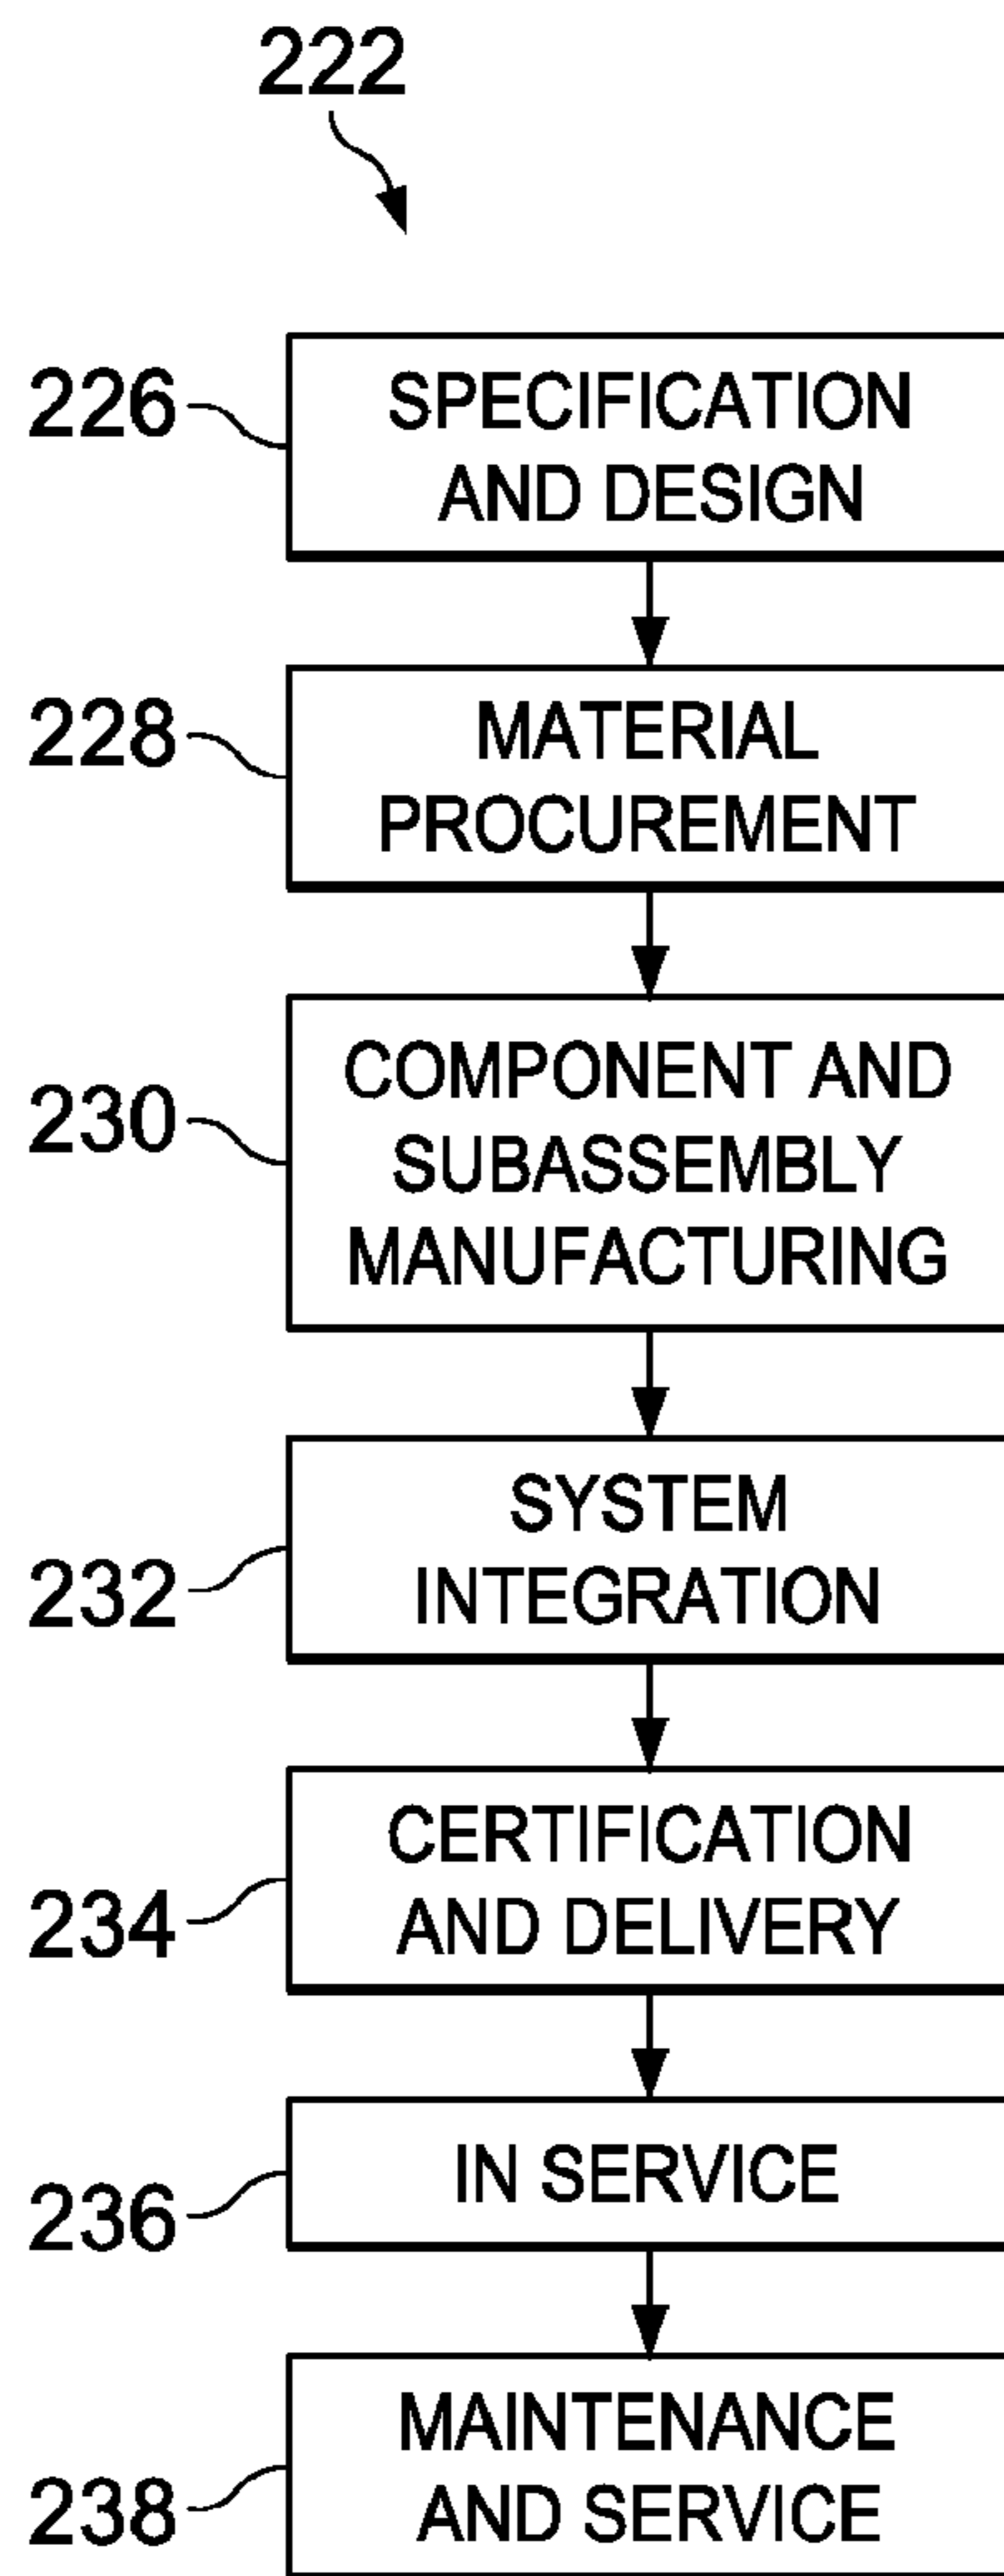 222
226
SPECIFICATION
AND DESIGN
228
MATERIAL
PROCUREMENT
230
COMPONENT AND
SUBASSEMBLY
MANUFACTURING
232
SYSTEM
INTEGRATION
234
CERTIFICATION
AND DELIVERY
236
IN SERVICE
238
MAINTENANCE
AND SERVICE